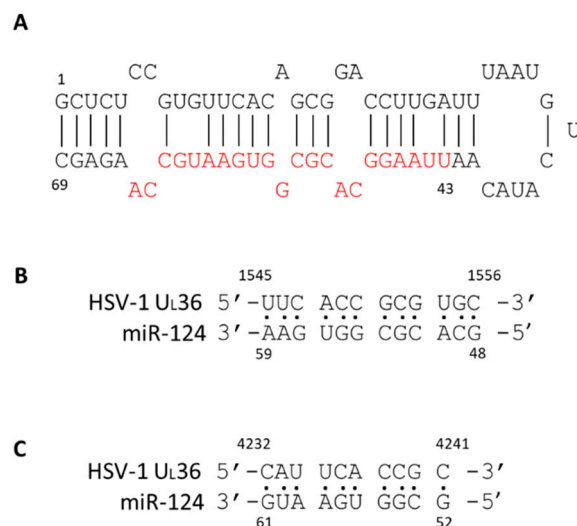 A
1 CC A GA UAAU
GCUCU GUGUUCAC GCG CCUUGAUU G
U
CGAGA CGUAAGUG CGC GGAAUUAA C
69 AC G AC 43 CAUA
B
1545 1556
HSV-1 UL36 5′ -UUC ACC GCG UGC -3′
miR-124 3′ -AAG UGG CGC ACG -5′
59 48
C
4232 4241
HSV-1 UL36 5′ -CAU UCA CCG C -3′
miR-124 3′ -GUA AGU GGC G -5′
61 52